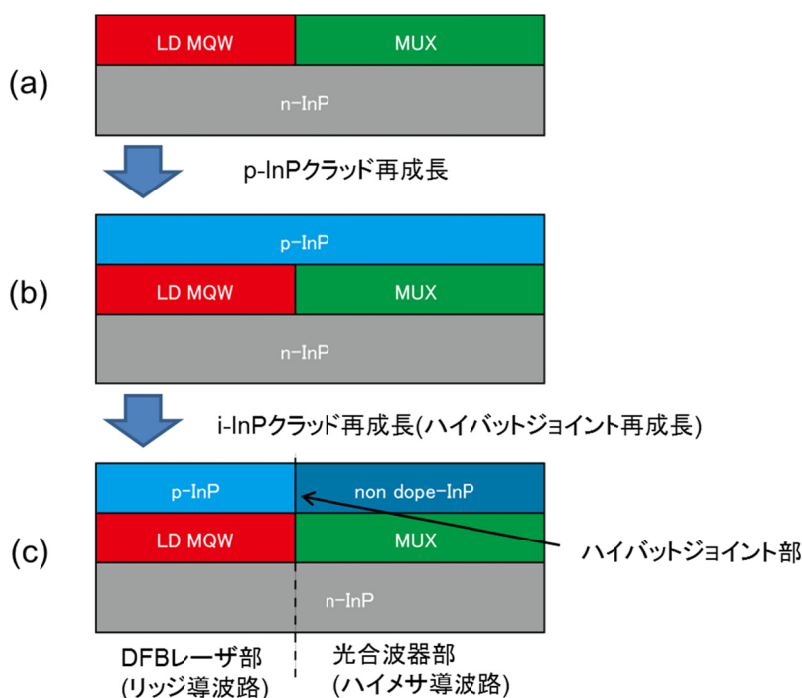 (a)
LD MQW
MUX
n-InP
p-InPクラッド再成長
(b)
p-InP
LD MQW
MUX
n-InP
i-InPクラッド再成長(ハイバットジョイント再成長)
(c)
p-InP
non dope-InP
LD MQW
MUX
ハイバットジョイント部
n-InP
DFBレーザ部
(リッジ導波路)
光合波器部
(ハイメサ導波路)